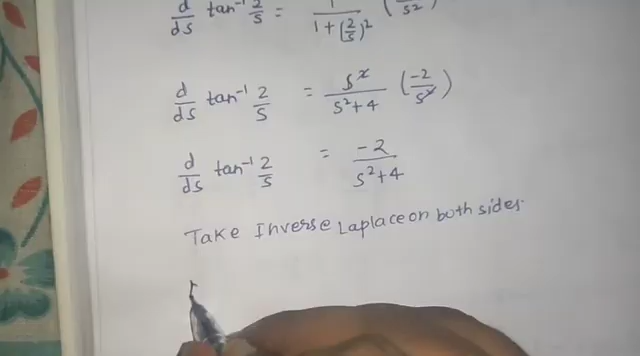 d/ds tan⁻¹ 2/s = 1/(1+(2/s)²)
d/ds tan⁻¹ 2/s = s²/(s²+4) (-2/s²)
d/ds tan⁻¹ 2/s = -2/(s²+4)
Take Inverse Laplace on both sides.